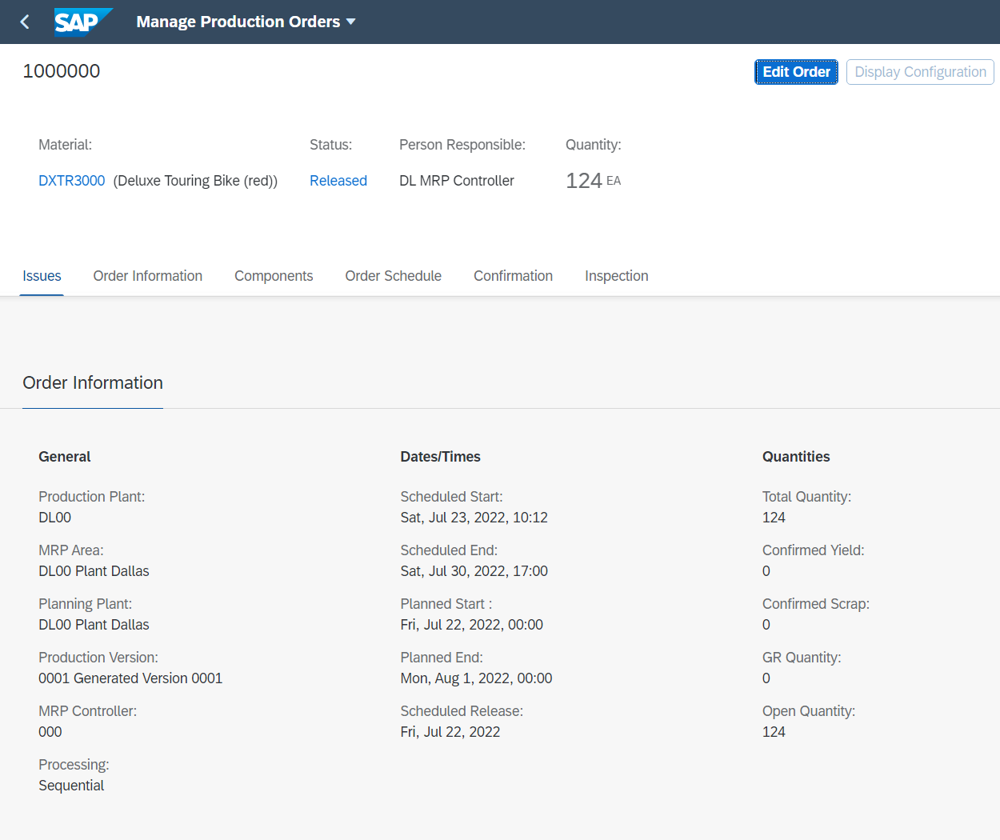 SAP Manage Production Orders
1000000
Edit Order
Display Configuration
Material:
DXTR3000 (Deluxe Touring Bike (red))
Status:
Released
Person Responsible:
DL MRP Controller
Quantity:
124 EA
Issues
Order Information
Components
Order Schedule
Confirmation
Inspection
Order Information
General
Production Plant:
DL00
MRP Area:
DL00 Plant Dallas
Planning Plant:
DL00 Plant Dallas
Production Version:
0001 Generated Version 0001
MRP Controller:
000
Processing:
Sequential
Dates/Times
Scheduled Start:
Sat, Jul 23, 2022, 10:12
Scheduled End:
Sat, Jul 30, 2022, 17:00
Planned Start :
Fri, Jul 22, 2022, 00:00
Planned End:
Mon, Aug 1, 2022, 00:00
Scheduled Release:
Fri, Jul 22, 2022
Quantities
Total Quantity:
124
Confirmed Yield:
0
Confirmed Scrap:
0
GR Quantity:
0
Open Quantity:
124